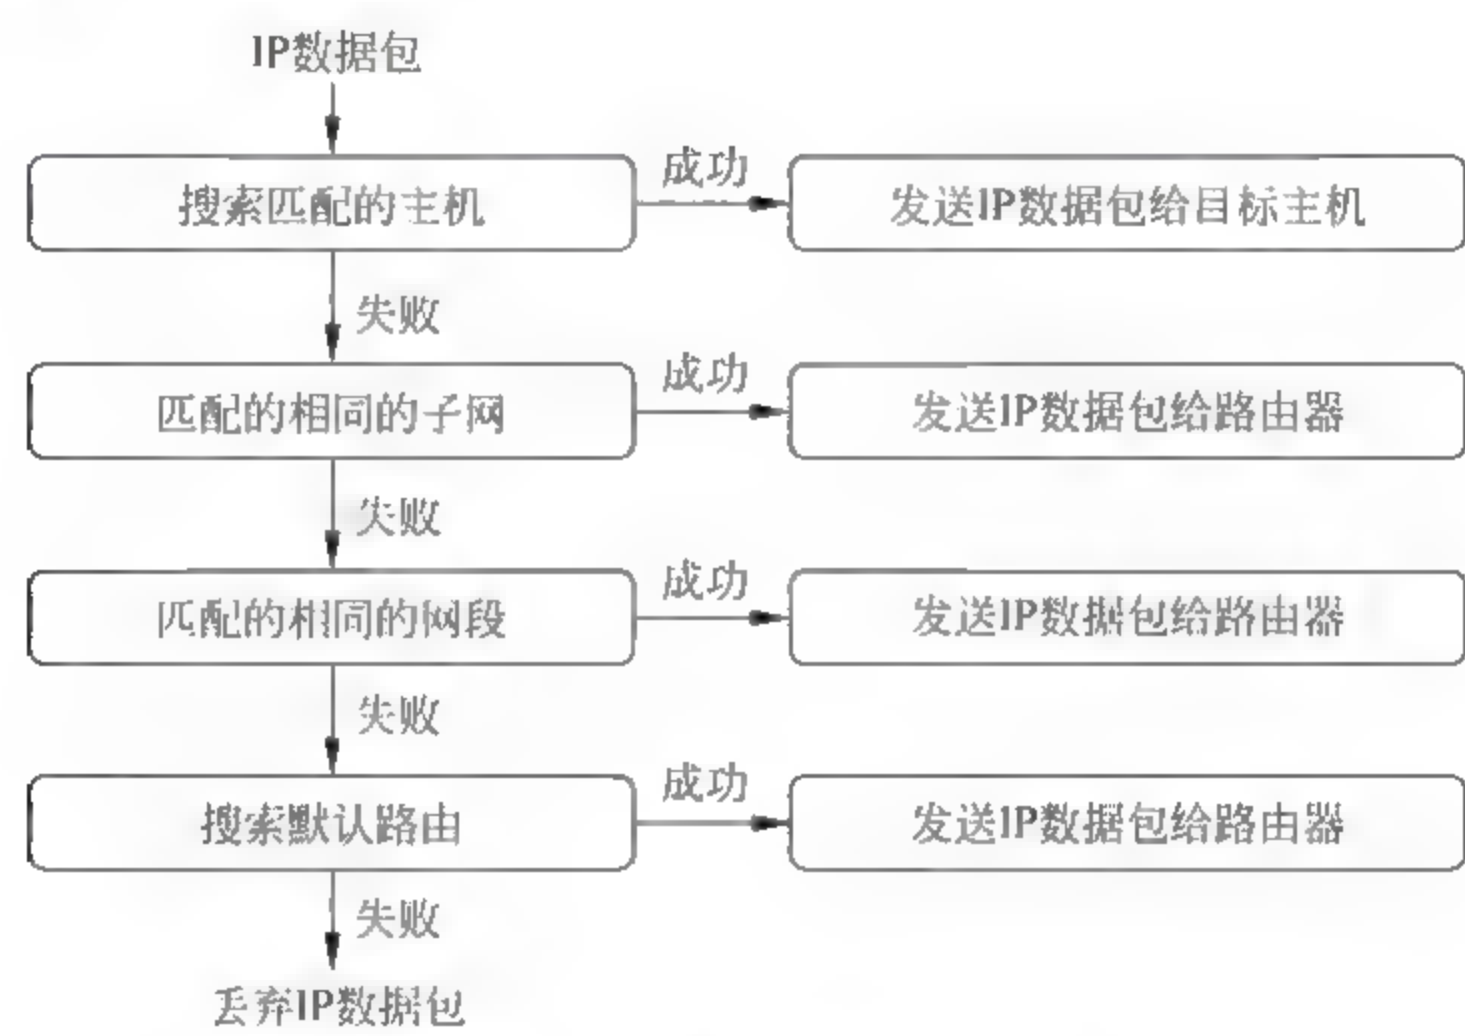 IP数据包
搜索匹配的主机
成功
发送IP数据包给目标主机
失败
匹配的相同的子网
成功
发送IP数据包给路由器
失败
匹配的相同的网段
成功
发送IP数据包给路由器
失败
搜索默认路由
成功
发送IP数据包给路由器
失败
丢弃IP数据包